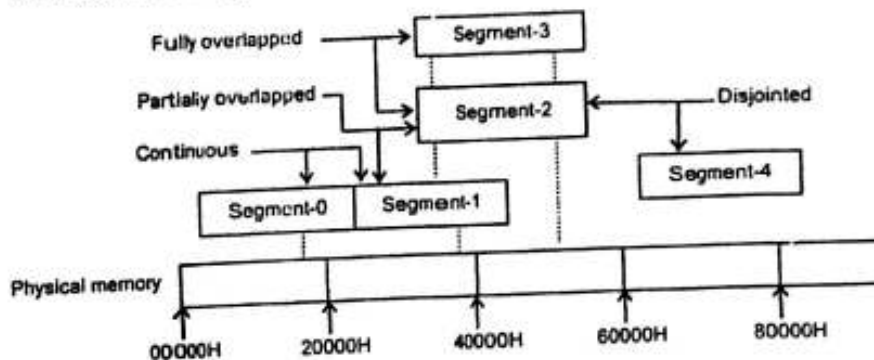 Fully overlapped
Segment-3
Partially overlapped
Segment-2
Disjointed
Continuous
Segment-4
Segment-0
Segment-1
Physical memory
00000H
20000H
40000H
60000H
80000H